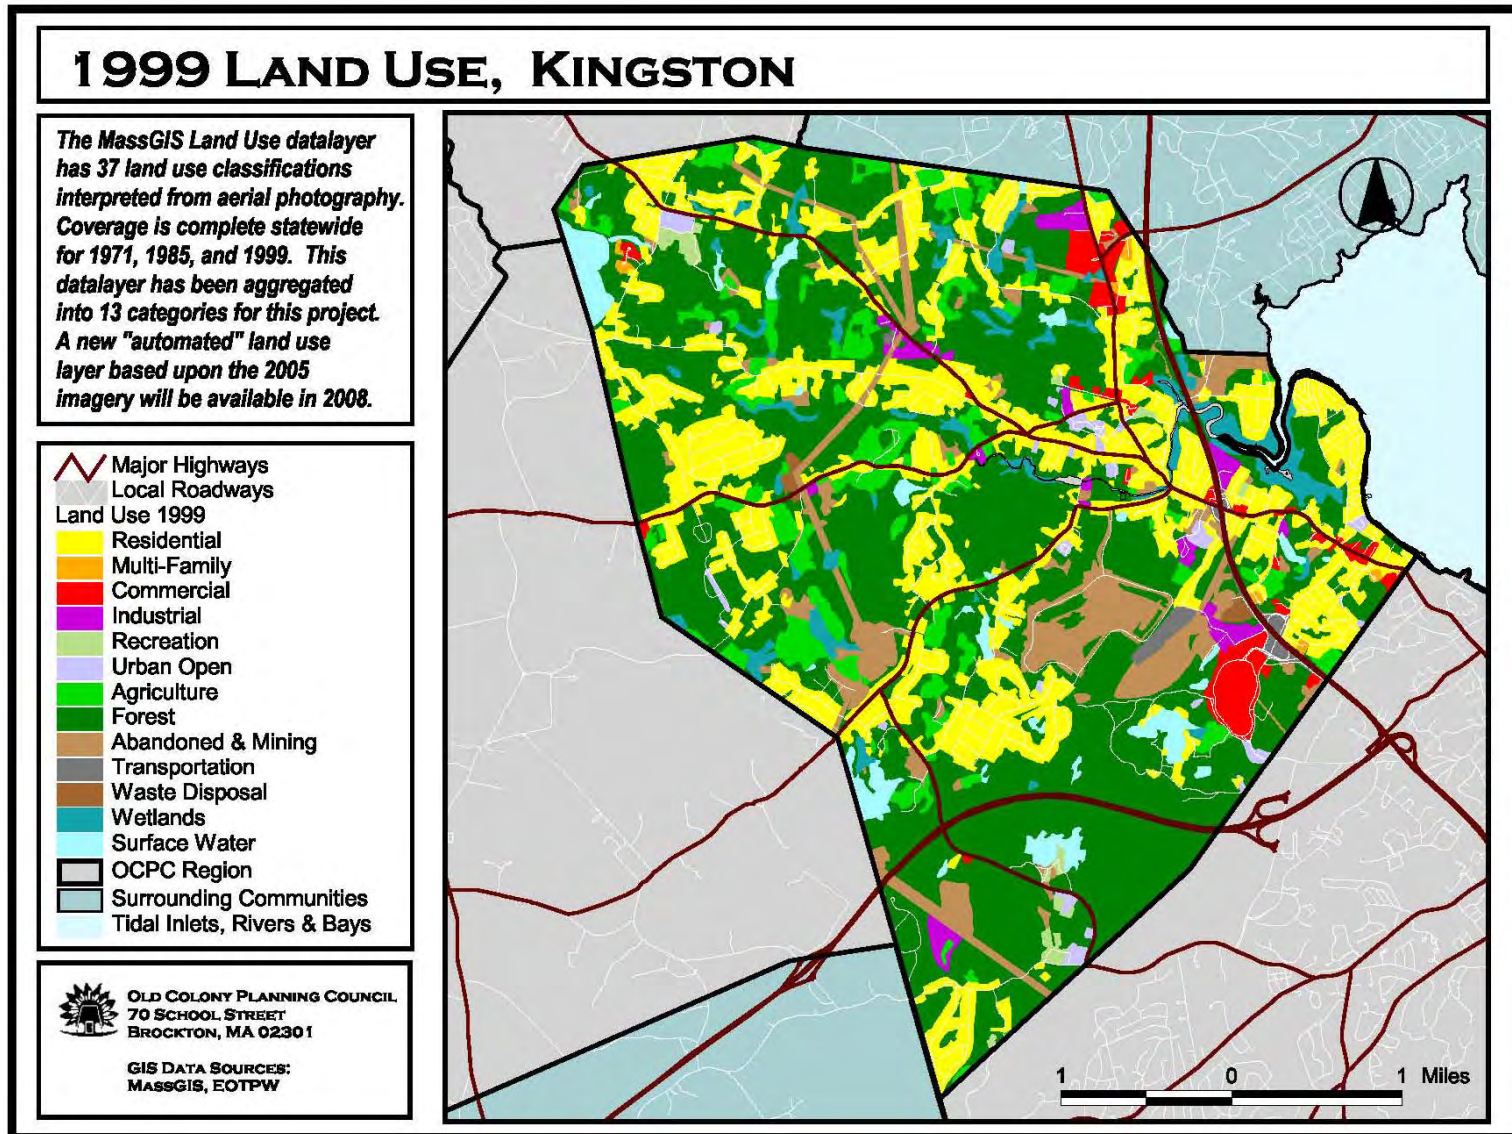 1999 LAND USE, KINGSTON
The MassGIS Land Use datalayer
has 37 land use classifications
interpreted from aerial photography.
Coverage is complete statewide
for 1971, 1985, and 1999. This
datalayer has been aggregated
into 13 categories for this project.
A new "automated" land use
layer based upon the 2005
imagery will be available in 2008.
Major Highways
Local Roadways
Land Use 1999
Residential
Multi-Family
Commercial
Industrial
Recreation
Urban Open
Agriculture
Forest
Abandoned & Mining
Transportation
Waste Disposal
Wetlands
Surface Water
OCPC Region
Surrounding Communities
Tidal Inlets, Rivers & Bays
OLD COLONY PLANNING COUNCIL
70 SCHOOL STREET
BROCKTON, MA 02301
GIS DATA SOURCES:
MASSGIS, EOTPW
1 0 1 Miles